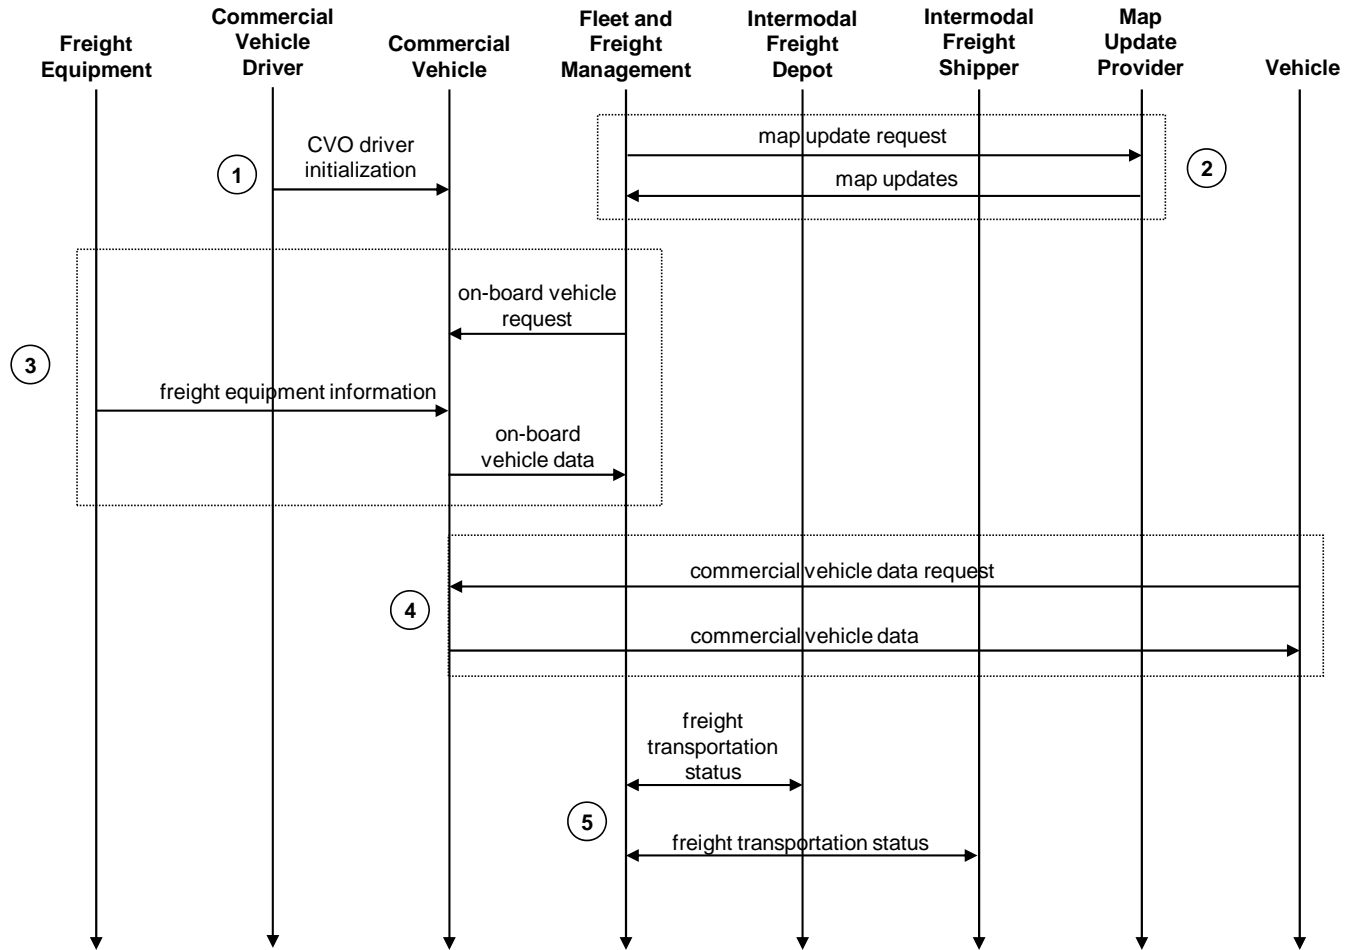 Freight
Equipment
Commercial
Vehicle
Driver
Commercial
Vehicle
Fleet and
Freight
Management
Intermodal
Freight
Depot
Intermodal
Freight
Shipper
Map
Update
Provider
Vehicle
1
CVO driver
initialization
map update request
map updates
2
3
on-board vehicle
request
freight equipment information
on-board
vehicle data
4
commercial vehicle data request
commercial vehicle data
freight
transportation
status
5
freight transportation status